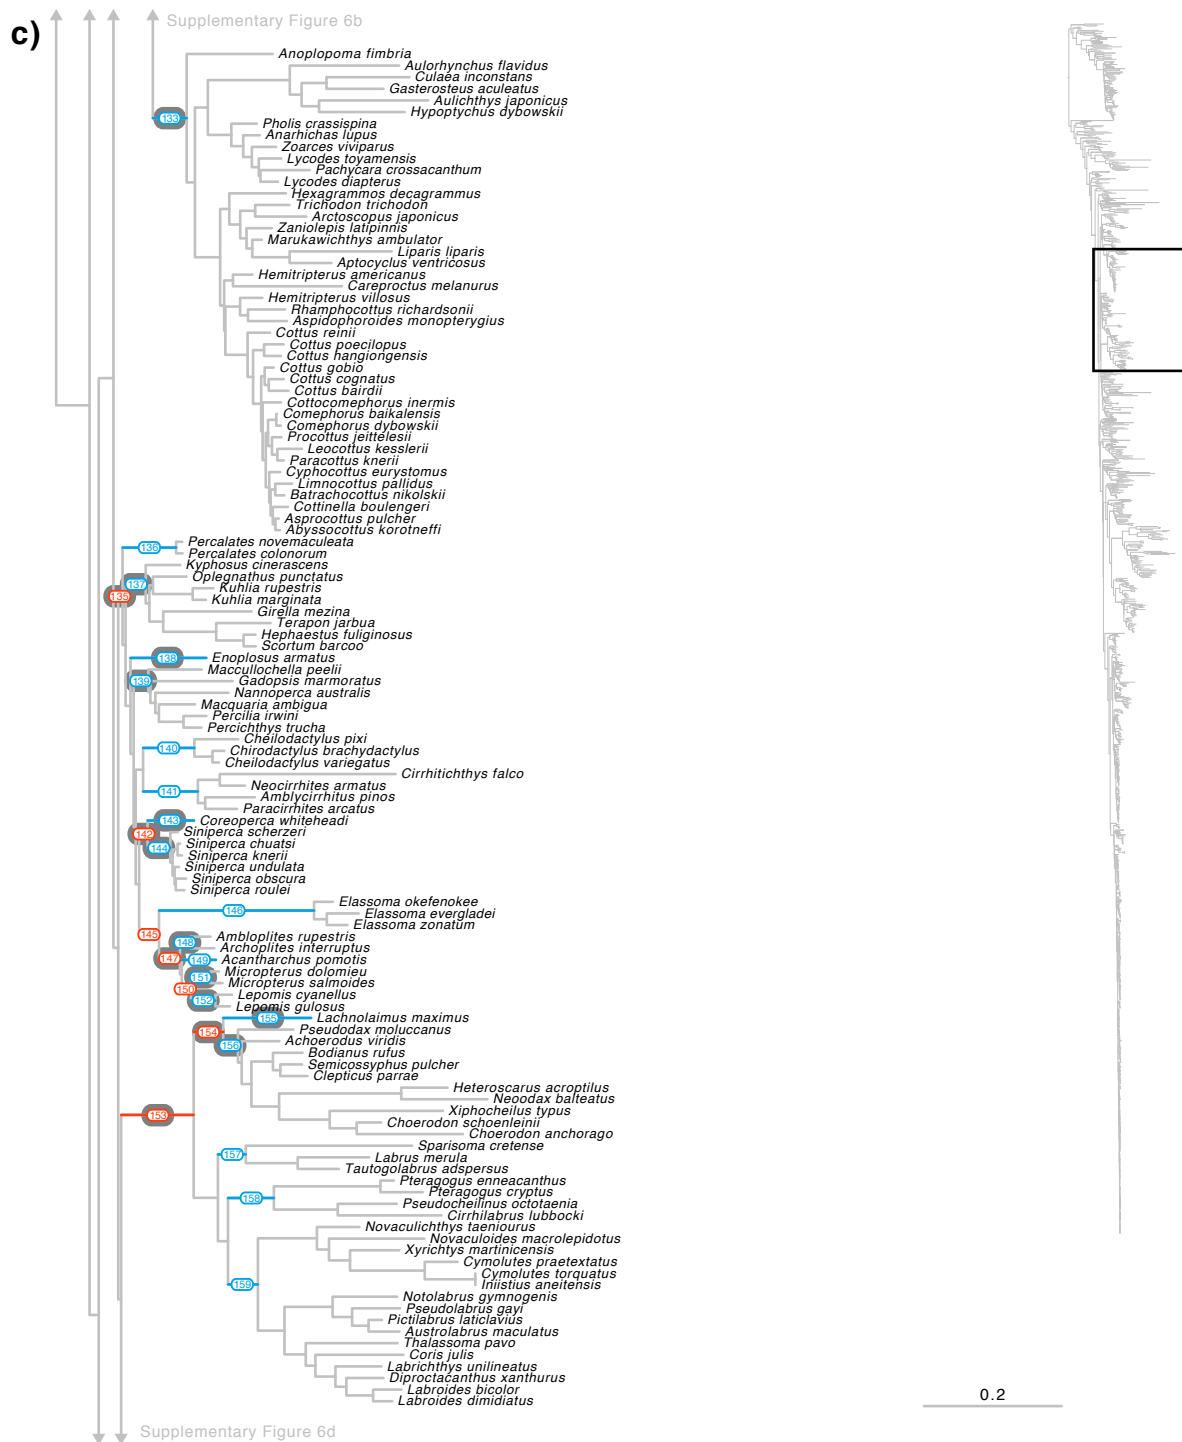 c)
Supplementary Figure 6b
Anoplopoma fimbria
Aulorhynchus flavidus
Culaea inconstans
Gasterosteus aculeatus
Aulichthys japonicus
Hypoptychus dybowskii
133
Pholis crassispina
Anarhichas lupus
Zoarces viviparus
Lycodes toyamensis
Pachycara crossacanthum
Lycodes diapterus
Hexagrammos decagrammus
Trichodon trichodon
Arctoscopus japonicus
Zaniolepis latipinnis
Marukawichthys ambulator
Liparis liparis
Aptocyclus ventricosus
Hemitripterus americanus
Careproctus melanurus
Hemitripterus villosus
Rhamphocottus richardsonii
Aspidophoroides monopterygius
Cottus reinii
Cottus poecilopus
Cottus hangiongensis
Cottus gobio
Cottus cognatus
Cottus bairdii
Cottocomephorus inermis
Comephorus baikalensis
Comephorus dybowskii
Procottus jeittelesii
Leocottus kesslerii
Paracottus knerii
Cyphocottus eurystomus
Limnocottus pallidus
Batrachocottus nikolskii
Cottinella boulengeri
Asprocottus pulcher
Abyssocottus korotneffi
Percalates novemaculeata
136
Percalates colonorum
Kyphosus cinerascens
Oplegnathus punctatus
137
Kuhlia rupestris
135
Kuhlia marginata
Girella mezina
Terapon jarbua
Hephaestus fuliginosus
Scortum barcoo
138
Enoplosus armatus
Maccullochella peelii
139
Gadopsis marmoratus
Nannoperca australis
Macquaria ambigua
Percilia irwini
Percichthys trucha
Cheilodactylus pixi
140
Chirodactylus brachydactylus
Cheilodactylus variegatus
Cirrhitichthys falco
141
Neocirrhites armatus
Amblycirrhitus pinos
Paracirrhites arcatus
143
Coreoperca whiteheadi
142
Siniperca scherzeri
144
Siniperca chuatsi
Siniperca knerii
Siniperca undulata
Siniperca obscura
Siniperca roulei
Elassoma okefenokee
146
Elassoma evergladei
Elassoma zonatum
145
Ambloplites rupestris
148
Archoplites interruptus
147
149
Acantharchus pomotis
Micropterus dolomieu
151
Micropterus salmoides
150
Lepomis cyanellus
152
Lepomis gulosus
155
Lachnolaimus maximus
154
Pseudodax moluccanus
156
Achoerodus viridis
Bodianus rufus
Semicossyphus pulcher
Clepticus parrae
Heteroscarus acroptilus
Neoodax balteatus
153
Xiphocheilus typus
Choerodon schoenleinii
Choerodon anchorago
Sparisoma cretense
157
Labrus merula
Tautogolabrus adspersus
Pteragogus enneacanthus
Pteragogus cryptus
158
Pseudocheilinus octotaenia
Cirrhilabrus lubbocki
Novaculichthys taeniourus
Novaculoides macrolepidotus
Xyrichtys martinicensis
Cymolutes praetextatus
Cymolutes torquatus
159
Iniistius aneitensis
Notolabrus gymnogenis
Pseudolabrus gayi
Pictilabrus laticlavius
Austrolabrus maculatus
Thalassoma pavo
Coris julis
Labrichthys unilineatus
Diproctacanthus xanthurus
Labroides bicolor
Labroides dimidiatus
0.2
Supplementary Figure 6d